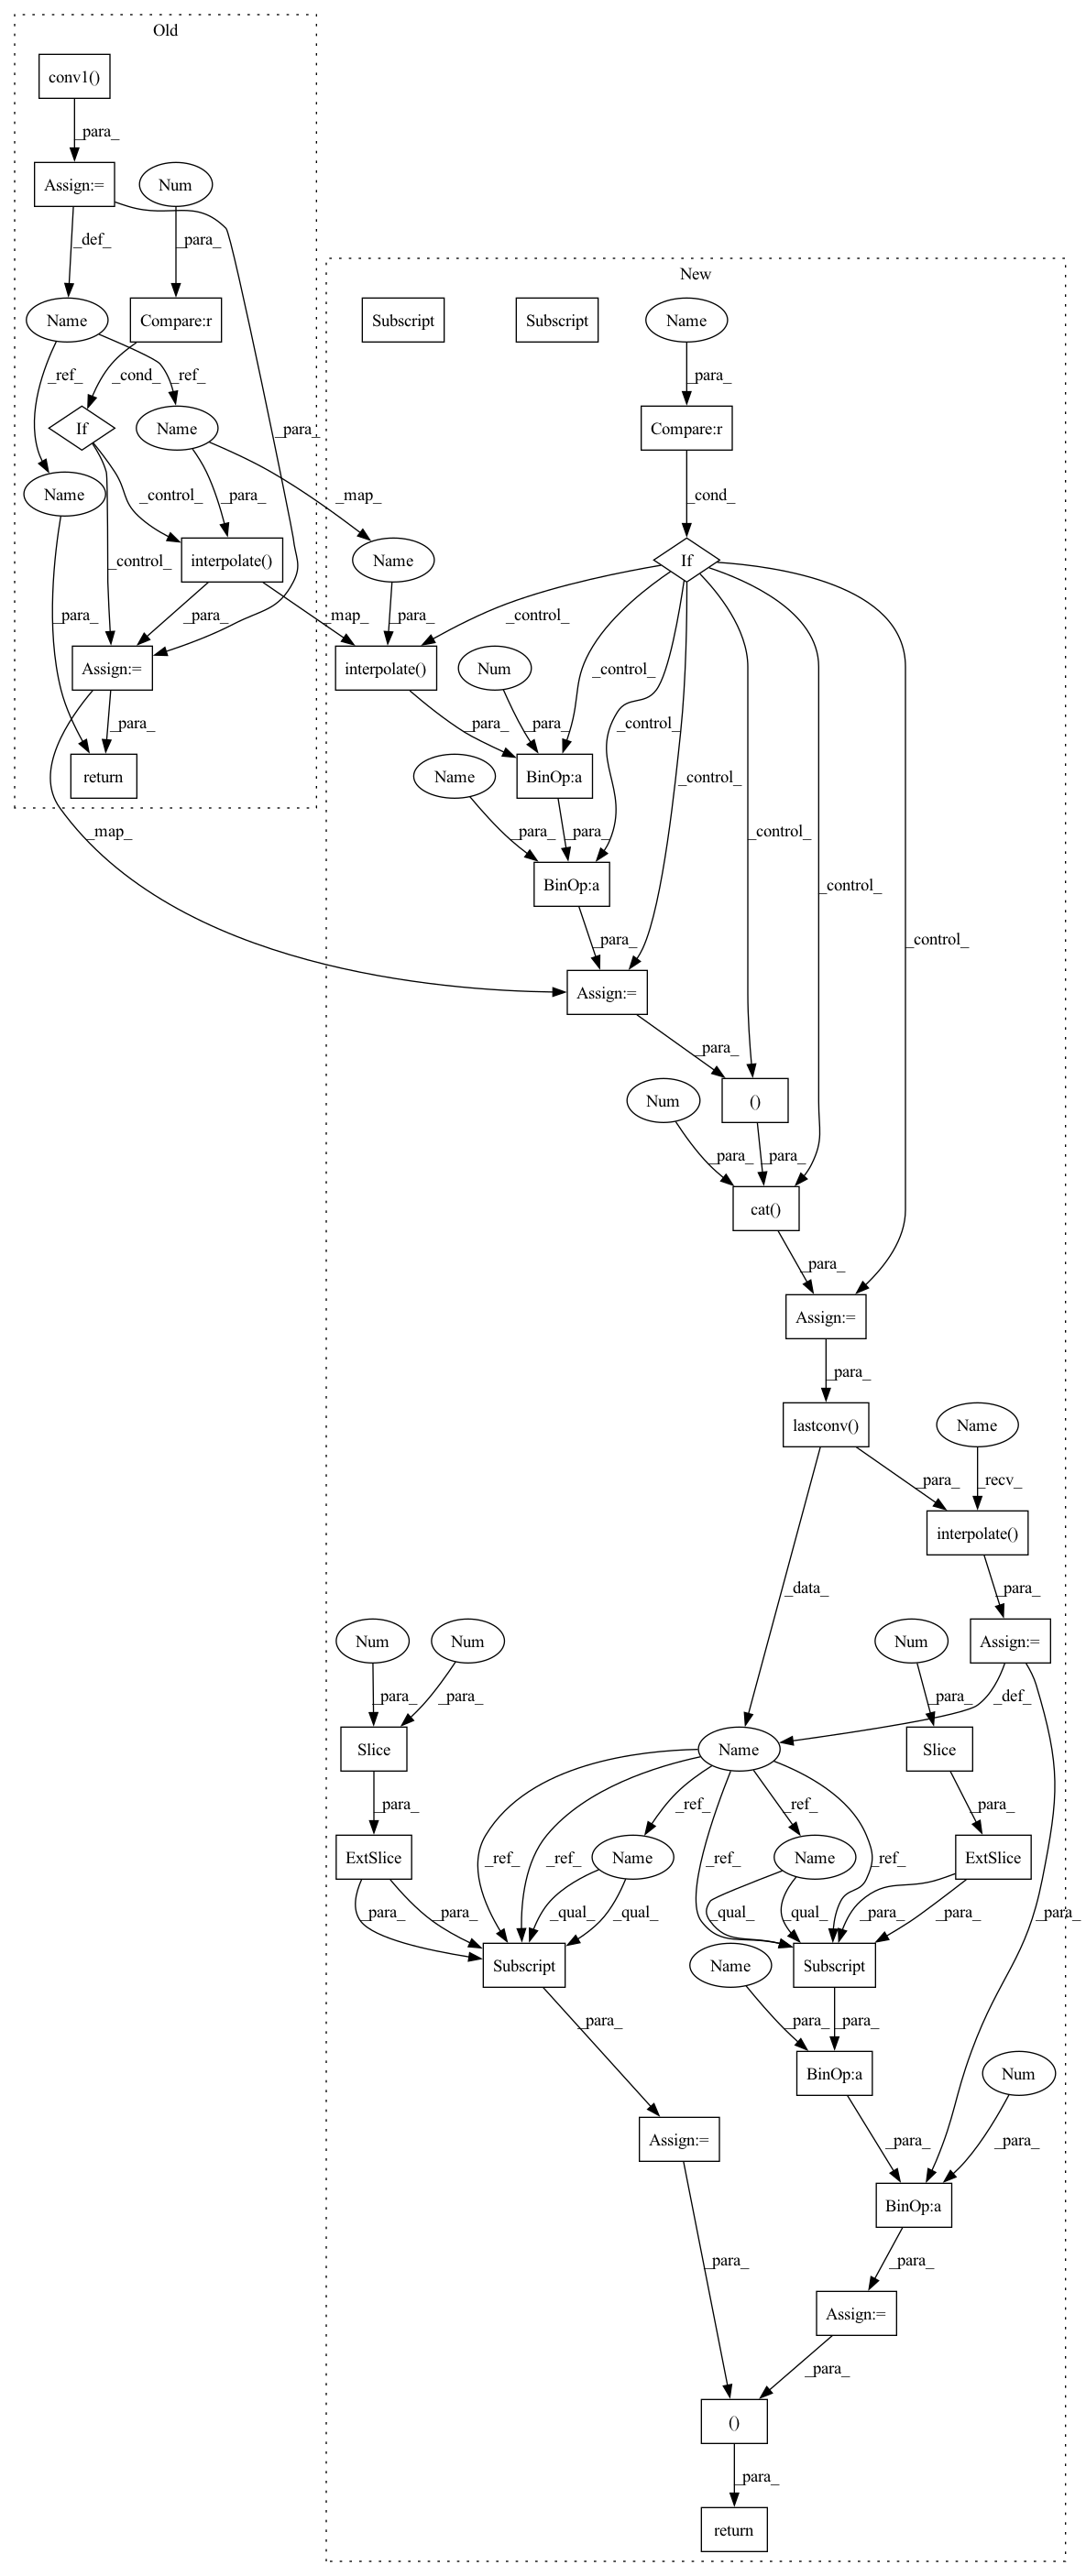 Old
conv1()
_para_
Assign:=
Num
_def_
_para_
New
Name
Compare:r
Subscript
Subscript
Name
_ref_
_cond_
_ref_
_para_
If
Name
_para_
Compare:r
Name
_control_
_para_
_map_
_cond_
_control_
interpolate()
Name
If
_para_
_para_
_map_
_para_
_control_
Assign:=
interpolate()
Num
_control_
_para_
_para_
_para_
_control_
return
Name
BinOp:a
_control_
_map_
_para_
_para_
_control_
_control_
BinOp:a
_para_
_control_
Assign:=
_para_
Num
()
_para_
_para_
cat()
_para_
Assign:=
_para_
lastconv()
Name
_para_
_recv_
interpolate()
_data_
_para_
Num
Num
Num
Assign:=
_para_
_para_
_para_
_def_
Slice
Name
Slice
_para_
_ref_
_ref_
_para_
ExtSlice
Name
Name
ExtSlice
_ref_
_ref_
_ref_
_ref_
_para_
_para_
_qual_
_qual_
_qual_
_qual_
_para_
_para_
_para_
Subscript
Name
Subscript
_para_
_para_
_para_
BinOp:a
Num
Assign:=
_para_
_para_
BinOp:a
_para_
_para_
Assign:=
_para_
()
_para_
return